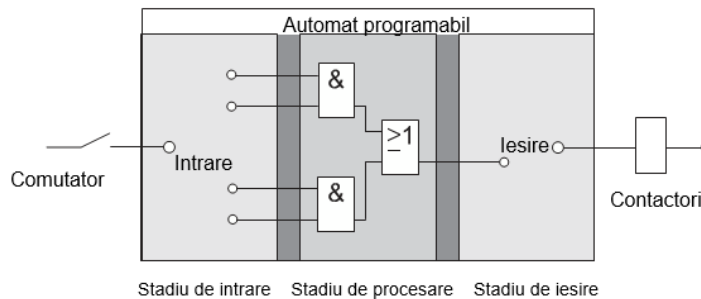 Automat programabil
&
≥1
Iesire
Intrare
Comutator
&
Contactori
Stadiu de intrare
Stadiu de procesare
Stadiu de iesire